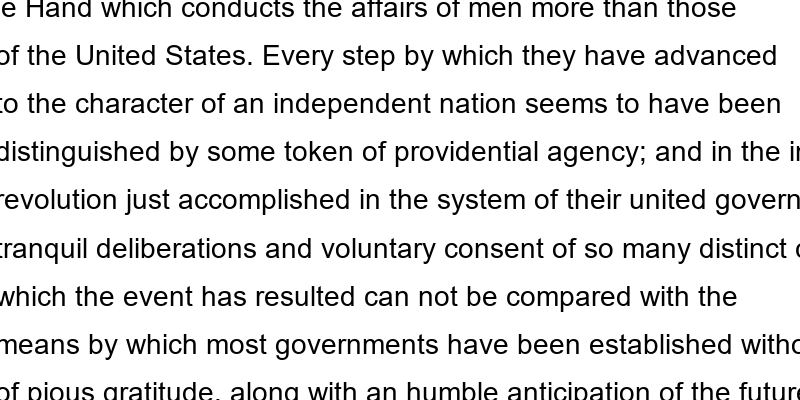 Hand which conducts the affairs of men more than those
of the United States. Every step by which they have advanced
to the character of an independent nation seems to have been
distinguished by some token of providential agency; and in the
revolution just accomplished in the system of their united
tranquil deliberations and voluntary consent of so many distinct
which the event has resulted can not be compared with the
means by which most governments have been established
of pious gratitude, along with an humble anticipation of the future